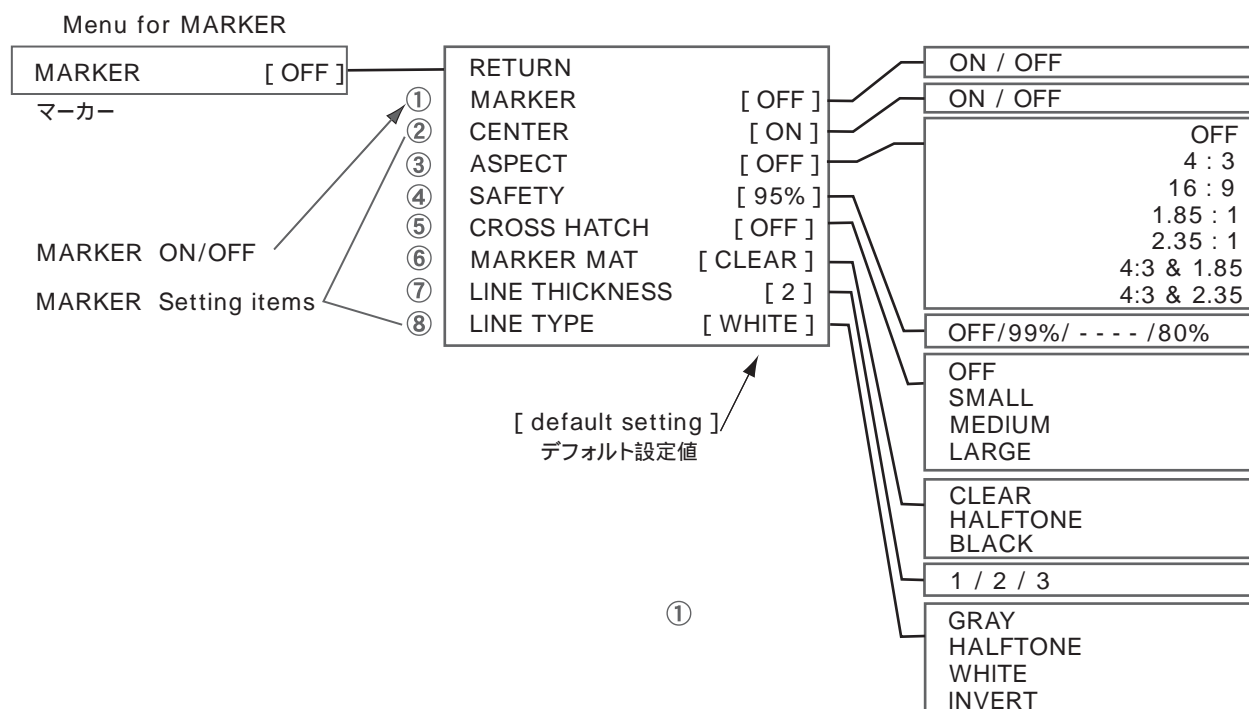 Menu for MARKER
MARKER [ OFF ]
マーカー
MARKER ON/OFF
MARKER Setting items
RETURN
① MARKER [ OFF ]
② CENTER [ ON ]
③ ASPECT [ OFF ]
④ SAFETY [ 95% ]
⑤ CROSS HATCH [ OFF ]
⑥ MARKER MAT [ CLEAR ]
⑦ LINE THICKNESS [ 2 ]
⑧ LINE TYPE [ WHITE ]
[ default setting ]
デフォルト設定値
①
ON / OFF
ON / OFF
OFF
4 : 3
16 : 9
1.85 : 1
2.35 : 1
4:3 & 1.85
4:3 & 2.35
OFF/99%/ - - - - /80%
OFF
SMALL
MEDIUM
LARGE
CLEAR
HALFTONE
BLACK
1 / 2 / 3
GRAY
HALFTONE
WHITE
INVERT